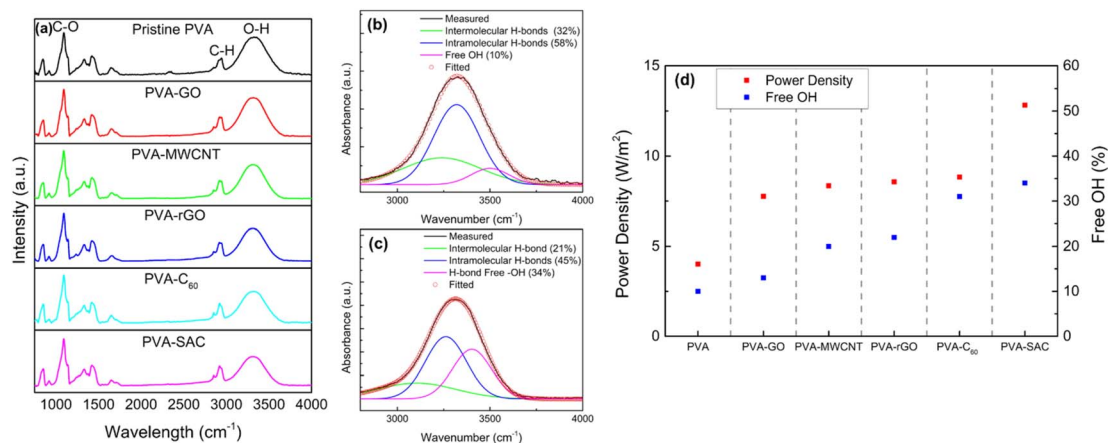 (a)
C-O
Pristine PVA
C-H
O-H
PVA-GO
PVA-MWCNT
PVA-rGO
PVA-C60
PVA-SAC
Intensity (a.u.)
1000 1500 2000 2500 3000 3500 4000
Wavelength (cm-1)
(b)
Measured
Intermolecular H-bonds (32%)
Intramolecular H-bonds (58%)
Free OH (10%)
Fitted
Absorbance (a.u.)
3000 3500 4000
Wavenumber (cm-1)
(c)
Measured
Intermolecular H-bond (21%)
Intramolecular H-bonds (45%)
H-bond Free -OH (34%)
Fitted
Absorbance (a.u.)
3000 3500 4000
Wavenumber (cm-1)
(d)
Power Density
Free OH
Power Density (W/m2)
15
10
5
0
Free OH (%)
60
50
40
30
20
10
0
PVA PVA-GO PVA-MWCNT PVA-rGO PVA-C60 PVA-SAC